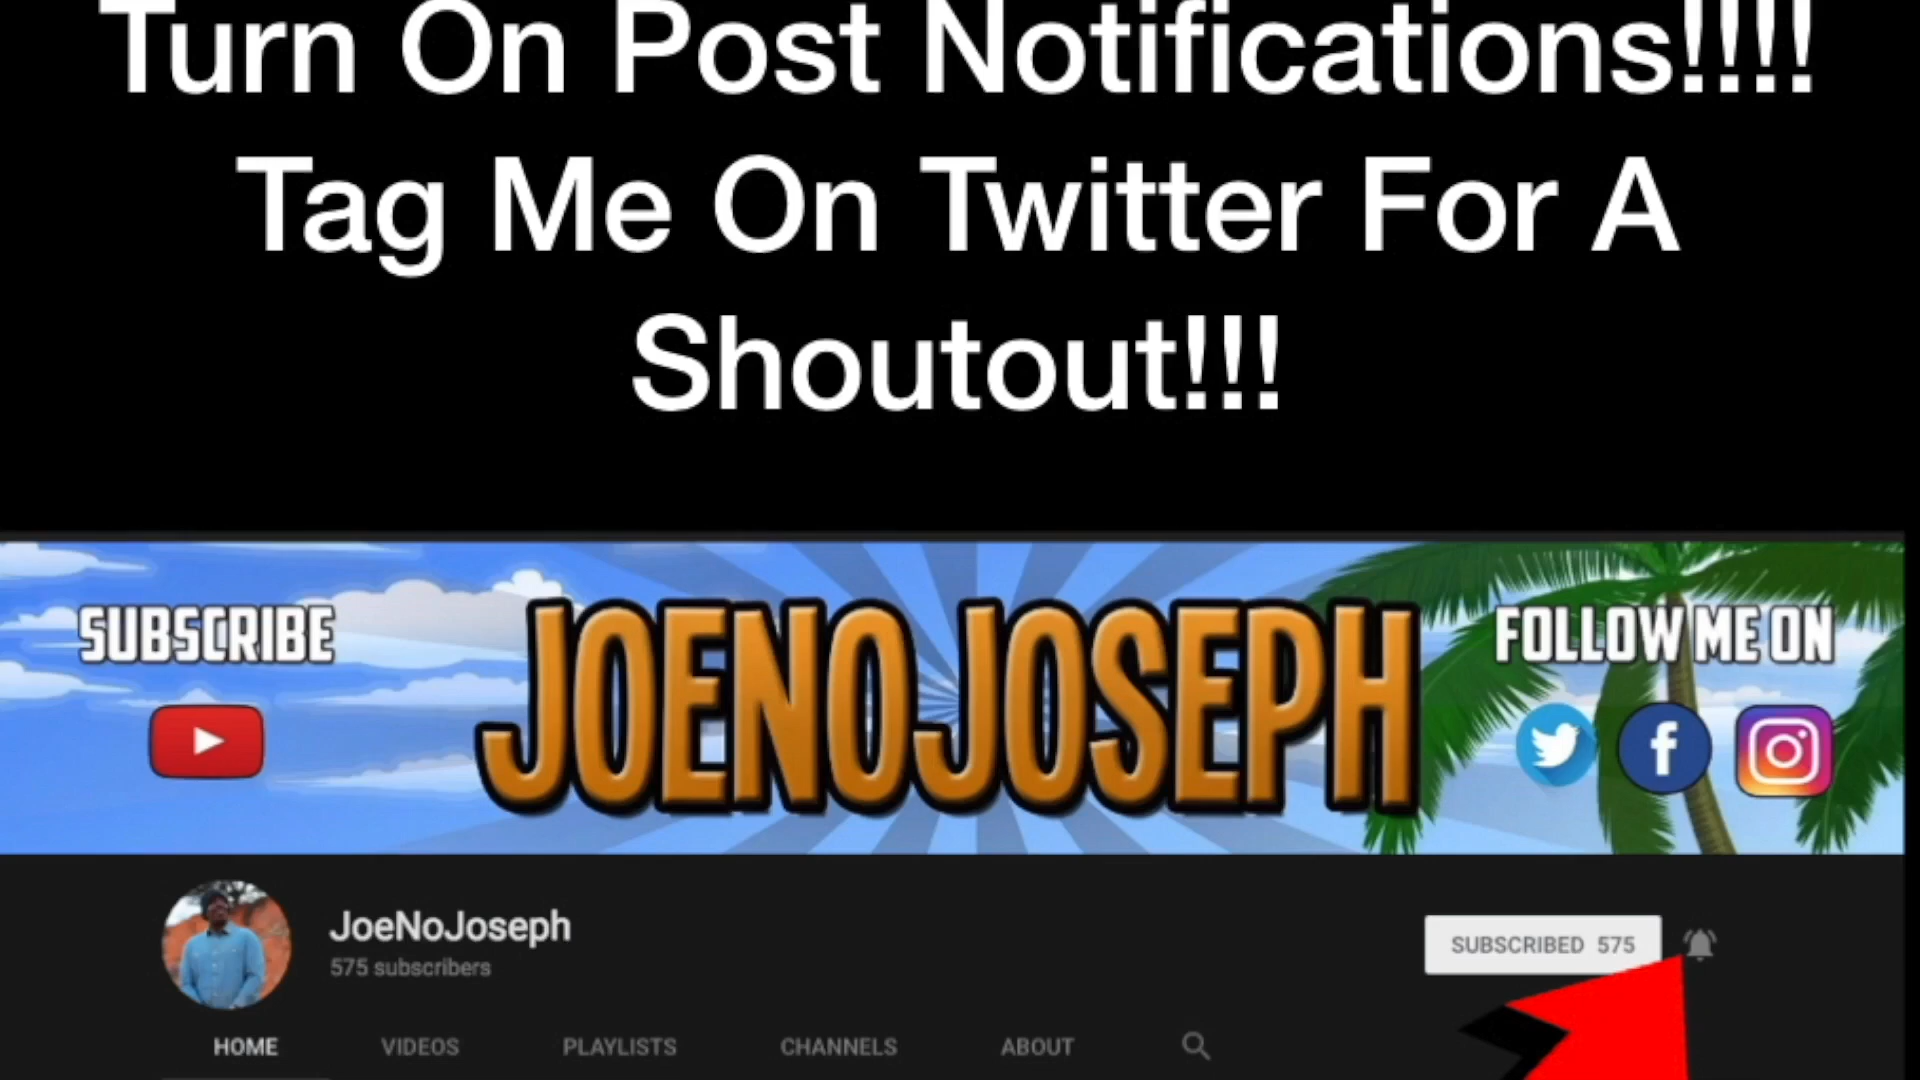 Turn On Post Notifications!!!!
Tag Me On Twitter For A
Shoutout!!!
SUBSCRIBE
JOENOJOSEPH
FOLLOW ME ON
JoeNoJoseph
575 subscribers
SUBSCRIBED 575
HOME VIDEOS PLAYLISTS CHANNELS ABOUT